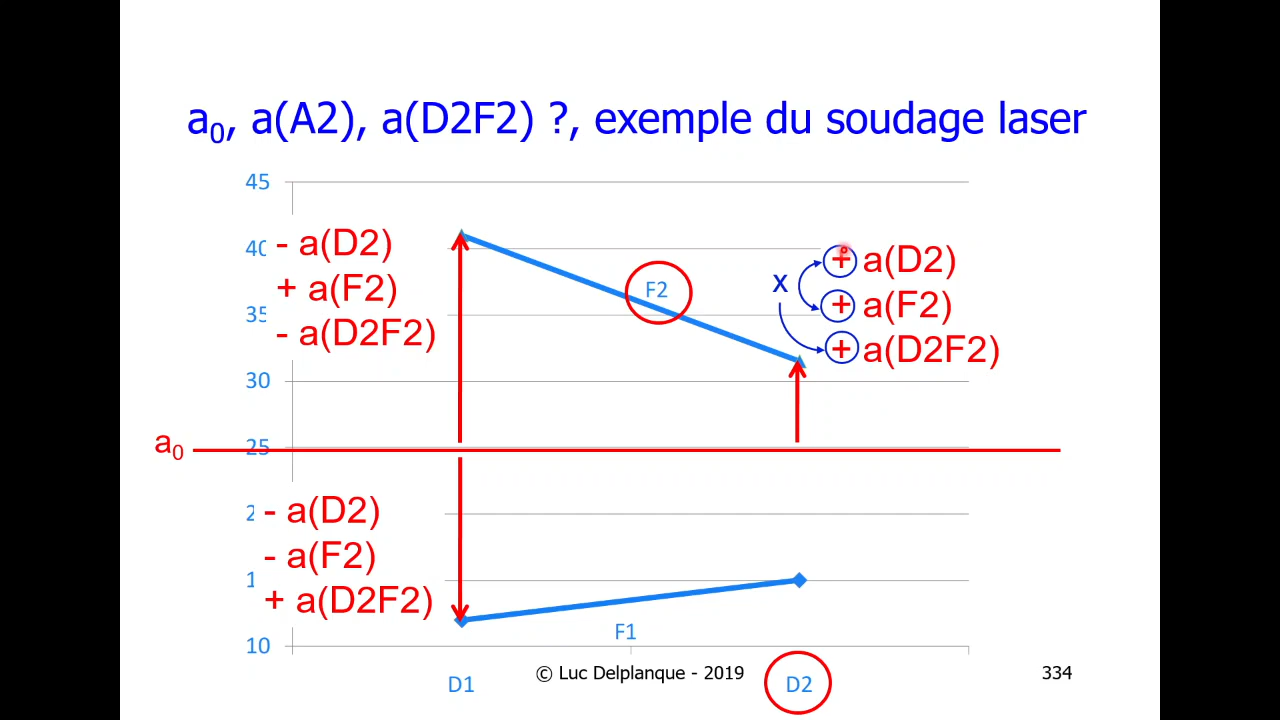 a0, a(A2), a(D2F2) ?, exemple du soudage laser
45
40
- a(D2)
+ a(F2)
35
- a(D2F2)
F2
x
+ a(D2)
+ a(F2)
+ a(D2F2)
30
a0
25
2
- a(D2)
- a(F2)
1
+ a(D2F2)
F1
10
D1
© Luc Delplanque - 2019
D2
334